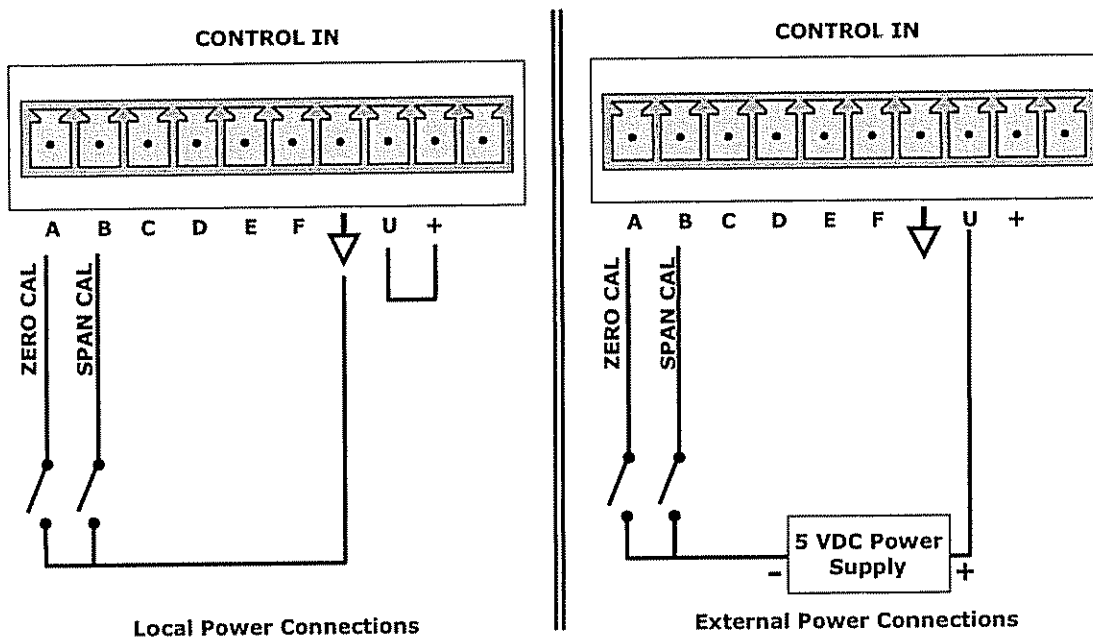 CONTROL IN
A B C D E F U +
ZERO CAL
SPAN CAL
Local Power Connections
CONTROL IN
A B C D E F U +
ZERO CAL
SPAN CAL
5 VDC Power
Supply
- +
External Power Connections